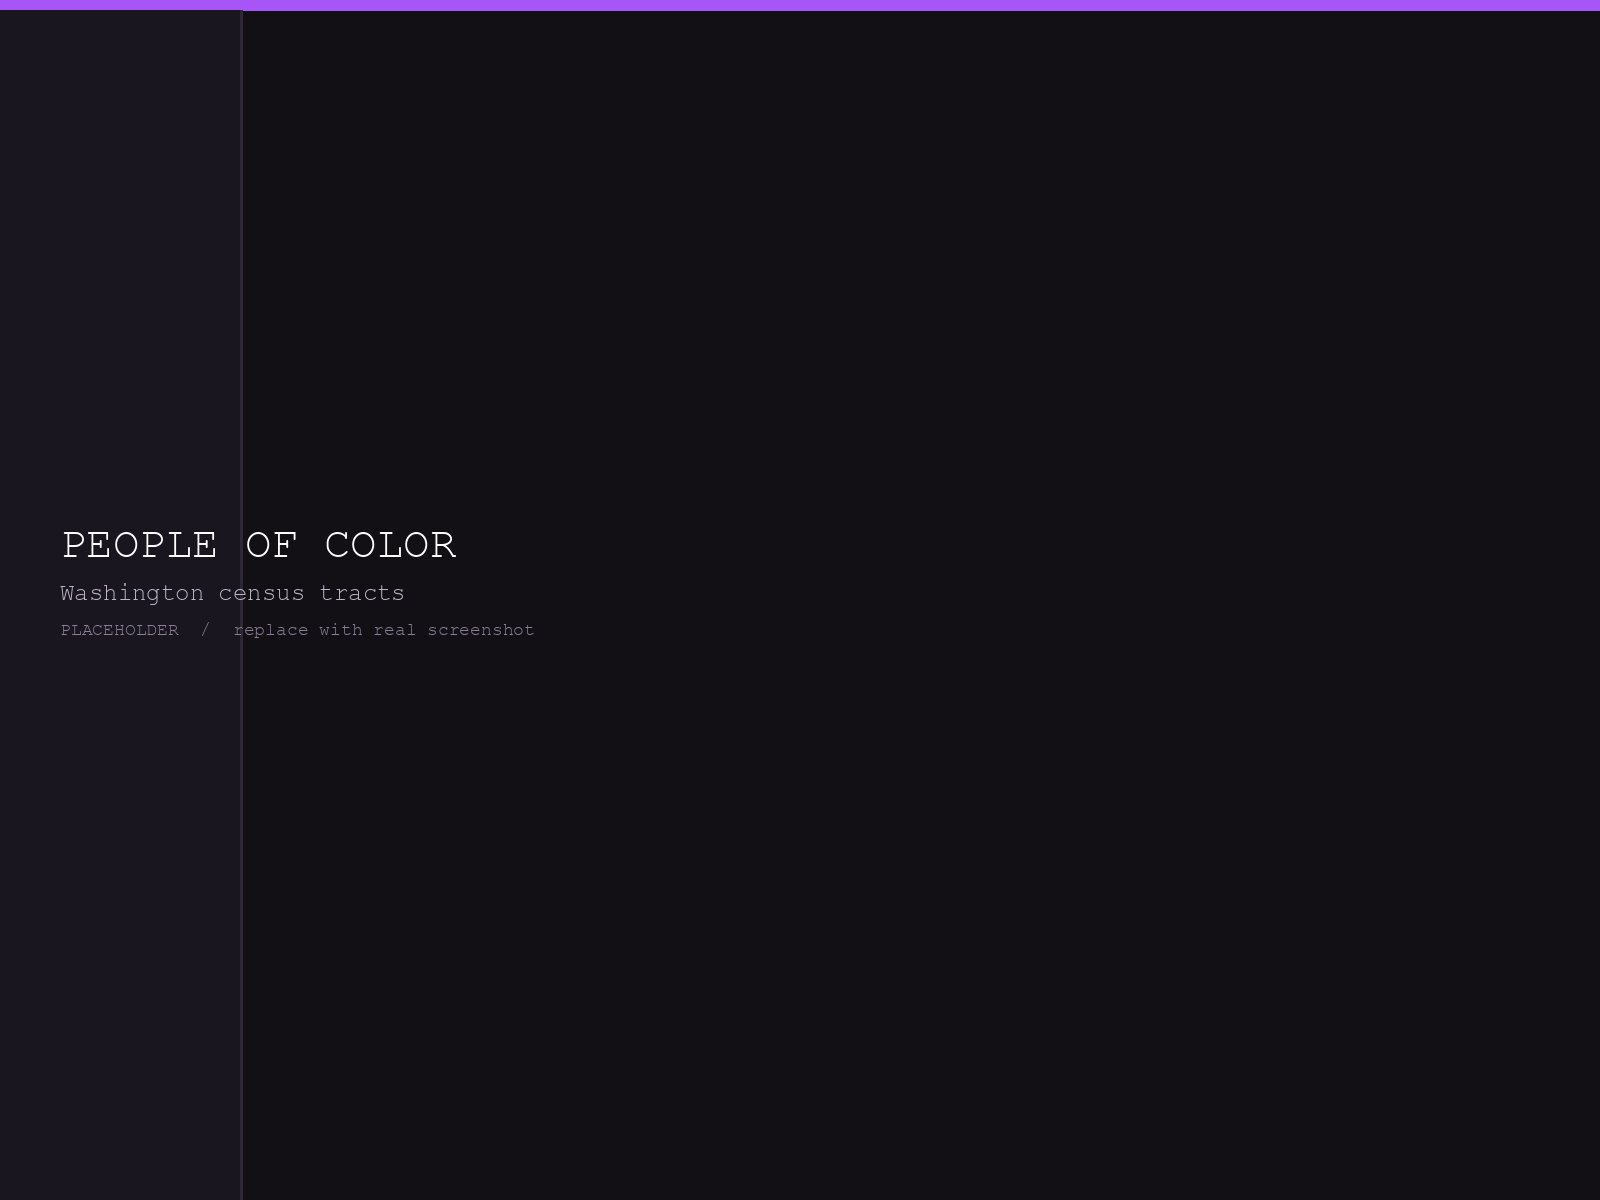 PEOPLE OF COLOR
Washington census tracts
PLACEHOLDER / replace with real screenshot